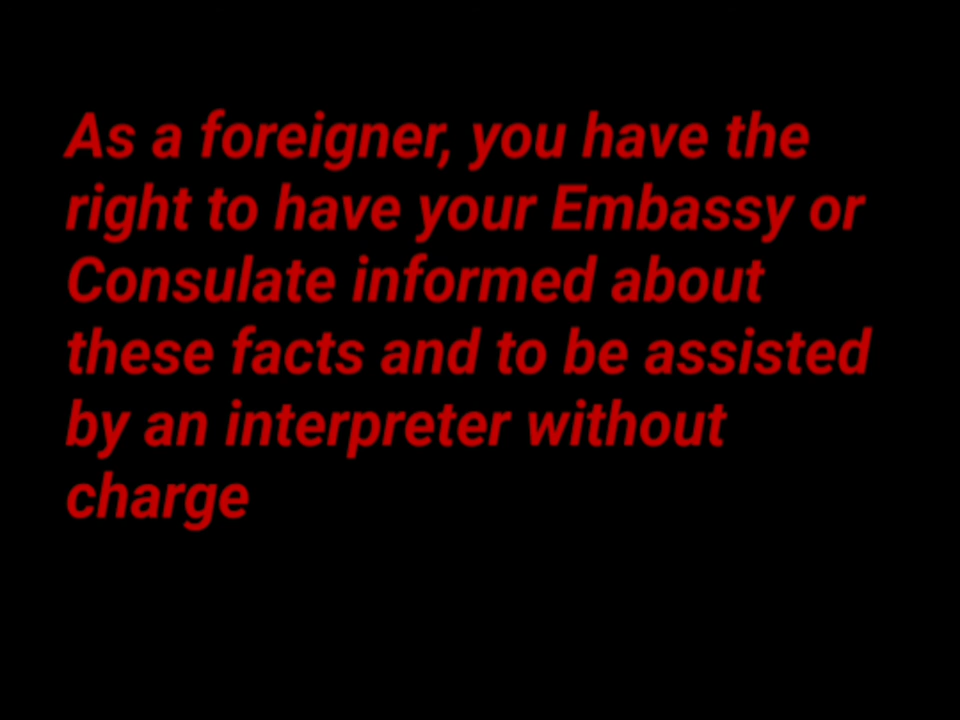 As a foreigner, you have the
right to have your Embassy or
Consulate informed about
these facts and to be assisted
by an interpreter without
charge